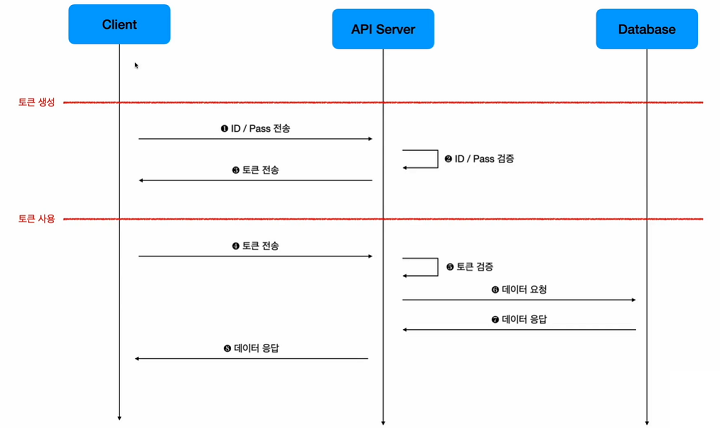 Client
API Server
Database
토큰 생성
❶ ID / Pass 전송
❷ ID / Pass 검증
❸ 토큰 전송
토큰 사용
❹ 토큰 전송
❺ 토큰 검증
❻ 데이터 요청
❼ 데이터 응답
❽ 데이터 응답